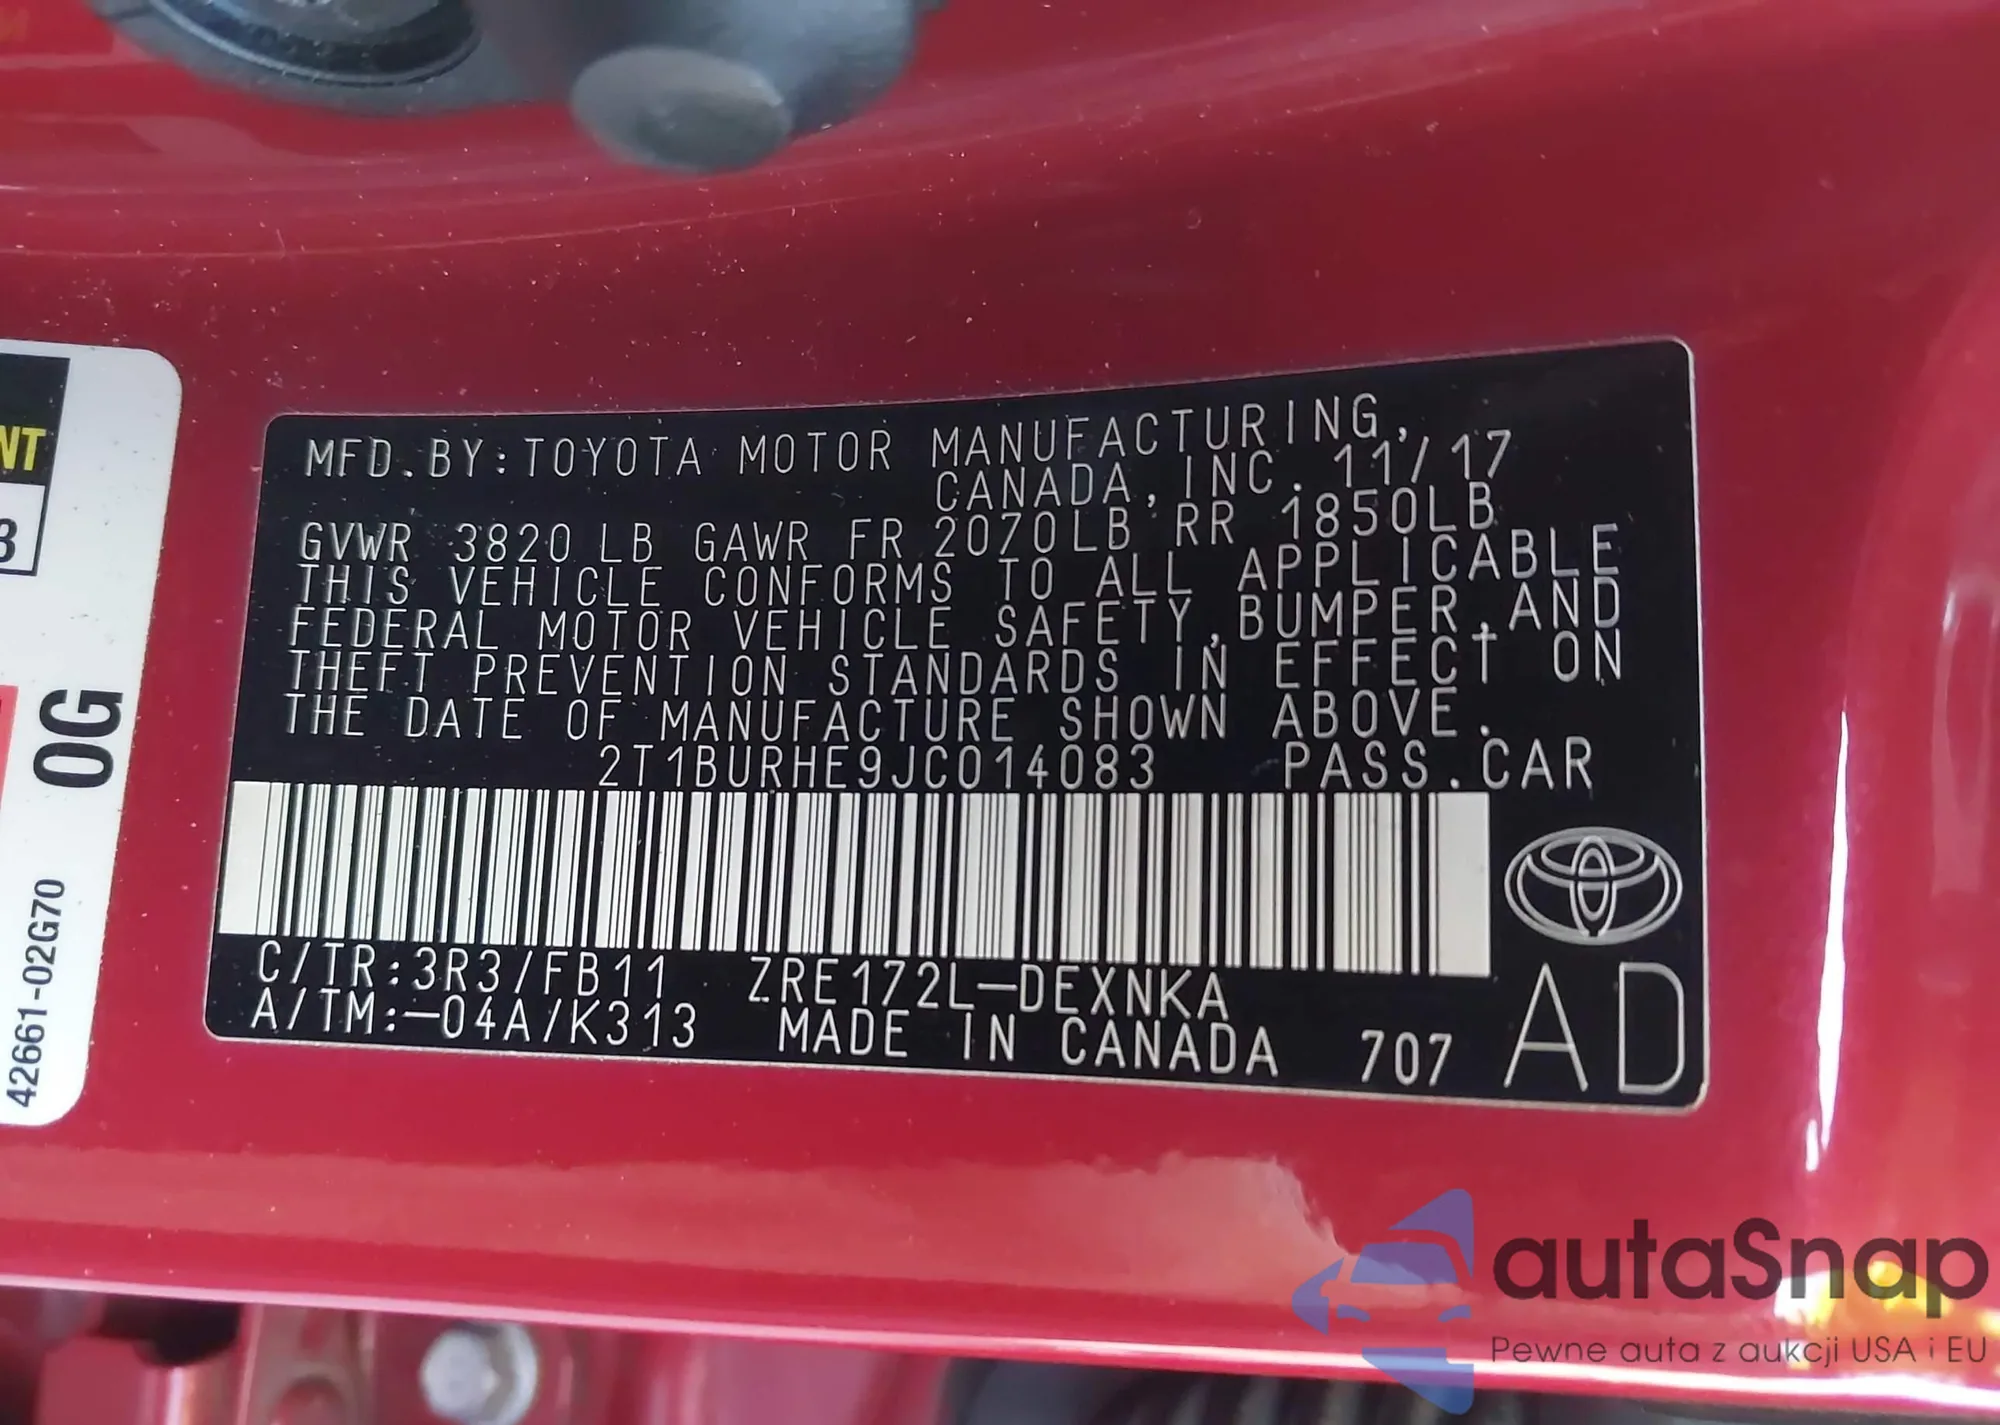 MFD. BY: TOYOTA MOTOR MANUFACTURING,
CANADA, INC. 11/17
GVWR 3820 LB GAWR FR 2070LB RR 1850LB
THIS VEHICLE CONFORMS TO ALL APPLICABLE
FEDERAL MOTOR VEHICLE SAFETY, BUMPER, AND
THEFT PREVENTION STANDARDS IN EFFECT ON
THE DATE OF MANUFACTURE SHOWN ABOVE.
2T1BURHE9JC014083 PASS. CAR
C/TR:3R3/FB11 ZRE172L-DEXNKA
A/TM:-04A/K313 MADE IN CANADA 707
AD
NT
3
0G
42661-02G70
autaSnap
Pewne auta z aukcji USA i EU